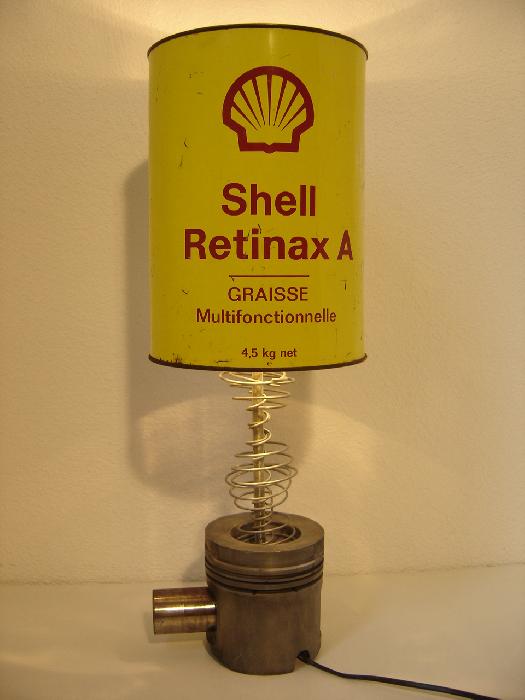 Shell
Retinax A
GRAISSE
Multifonctionnelle
4,5 kg net